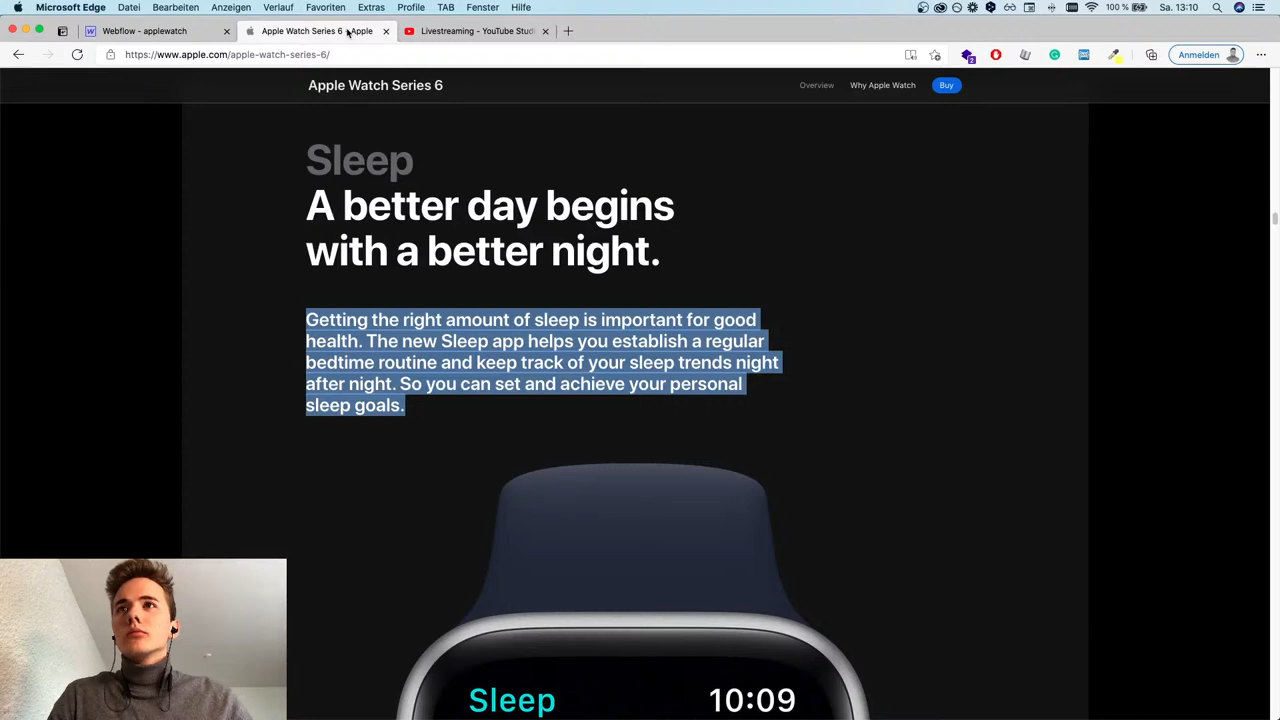 Microsoft Edge Datei Bearbeiten Anzeigen Verlauf Favoriten Extras Profile TAB Fenster Hilfe 100 % Sa. 13:10
Webflow - applewatch Apple Watch Series 6 - Apple Livestreaming - YouTube Studi
https://www.apple.com/apple-watch-series-6/ 2 Anmelden
Apple Watch Series 6 Overview Why Apple Watch Buy
Sleep
A better day begins
with a better night.
Getting the right amount of sleep is important for good
health. The new Sleep app helps you establish a regular
bedtime routine and keep track of your sleep trends night
after night. So you can set and achieve your personal
sleep goals.
Sleep 10:09